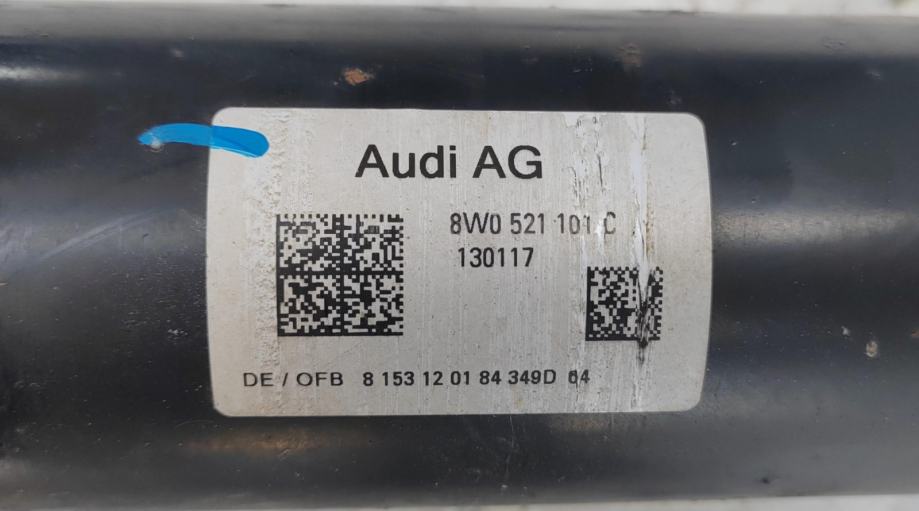 Audi AG
8W0 521 101 C
130117
DE / OFB 8 153 12 01 84 349D 64